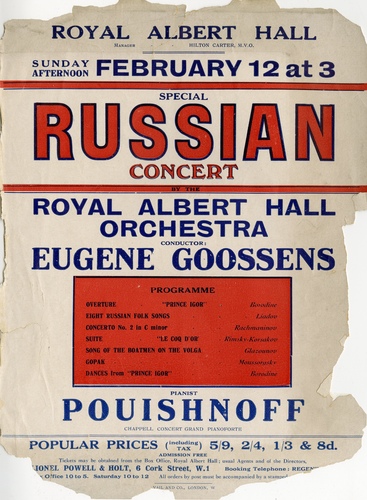 ROYAL ALBERT HALL
MANAGER HILTON CARTER, M.V.O.
SUNDAY AFTERNOON FEBRUARY 12 at 3
SPECIAL
RUSSIAN
CONCERT
BY THE
ROYAL ALBERT HALL
ORCHESTRA
CONDUCTOR:
EUGENE GOOSSENS
PROGRAMME
OVERTURE "PRINCE IGOR" Borodine
EIGHT RUSSIAN FOLK SONGS Liadov
CONCERTO No. 2 in C minor Rachmaninov
SUITE "LE COQ D'OR" Rimsky-Korsakov
SONG OF THE BOATMEN ON THE VOLGA Glazounov
GOPAK Moussorgsky
DANCES from "PRINCE IGOR" Borodine
PIANIST
POUISHNOFF
CHAPPELL CONCERT GRAND PIANOFORTE
POPULAR PRICES (including TAX) 5/9, 2/4, 1/3 & 8d.
ADMISSION FREE
Tickets may be obtained from the Box Office, Royal Albert Hall; usual Agents and of the Directors,
LIONEL POWELL & HOLT, 6 Cork Street, W.1 Booking Telephone: REGEN
Office 10 to 5. Saturday 10 to 12 All orders by post must be accompanied by a stamped
AND CO., LONDON, W